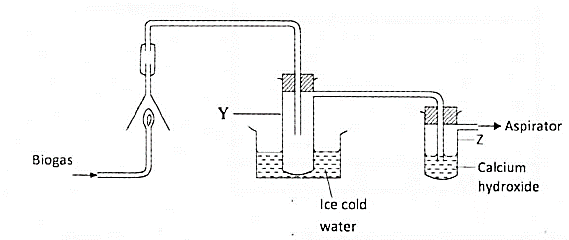 Y
Aspirator
Z
Biogas
Calcium
hydroxide
Ice cold
water